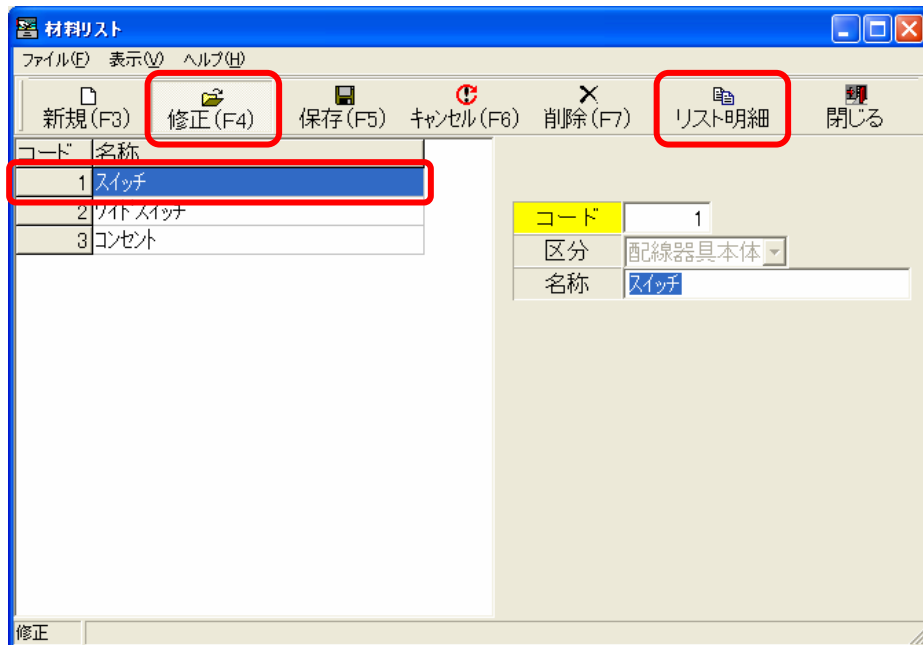 材料リスト
ファイル(F) 表示(V) ヘルプ(H)
新規(F3) 修正(F4) 保存(F5) キャンセル(F6) 削除(F7) リスト明細 閉じる
コード 名称
1 スイッチ
2 ワイドスイッチ
3 コンセント
コード 1
区分 配線器具本体
名称 スイッチ
修正